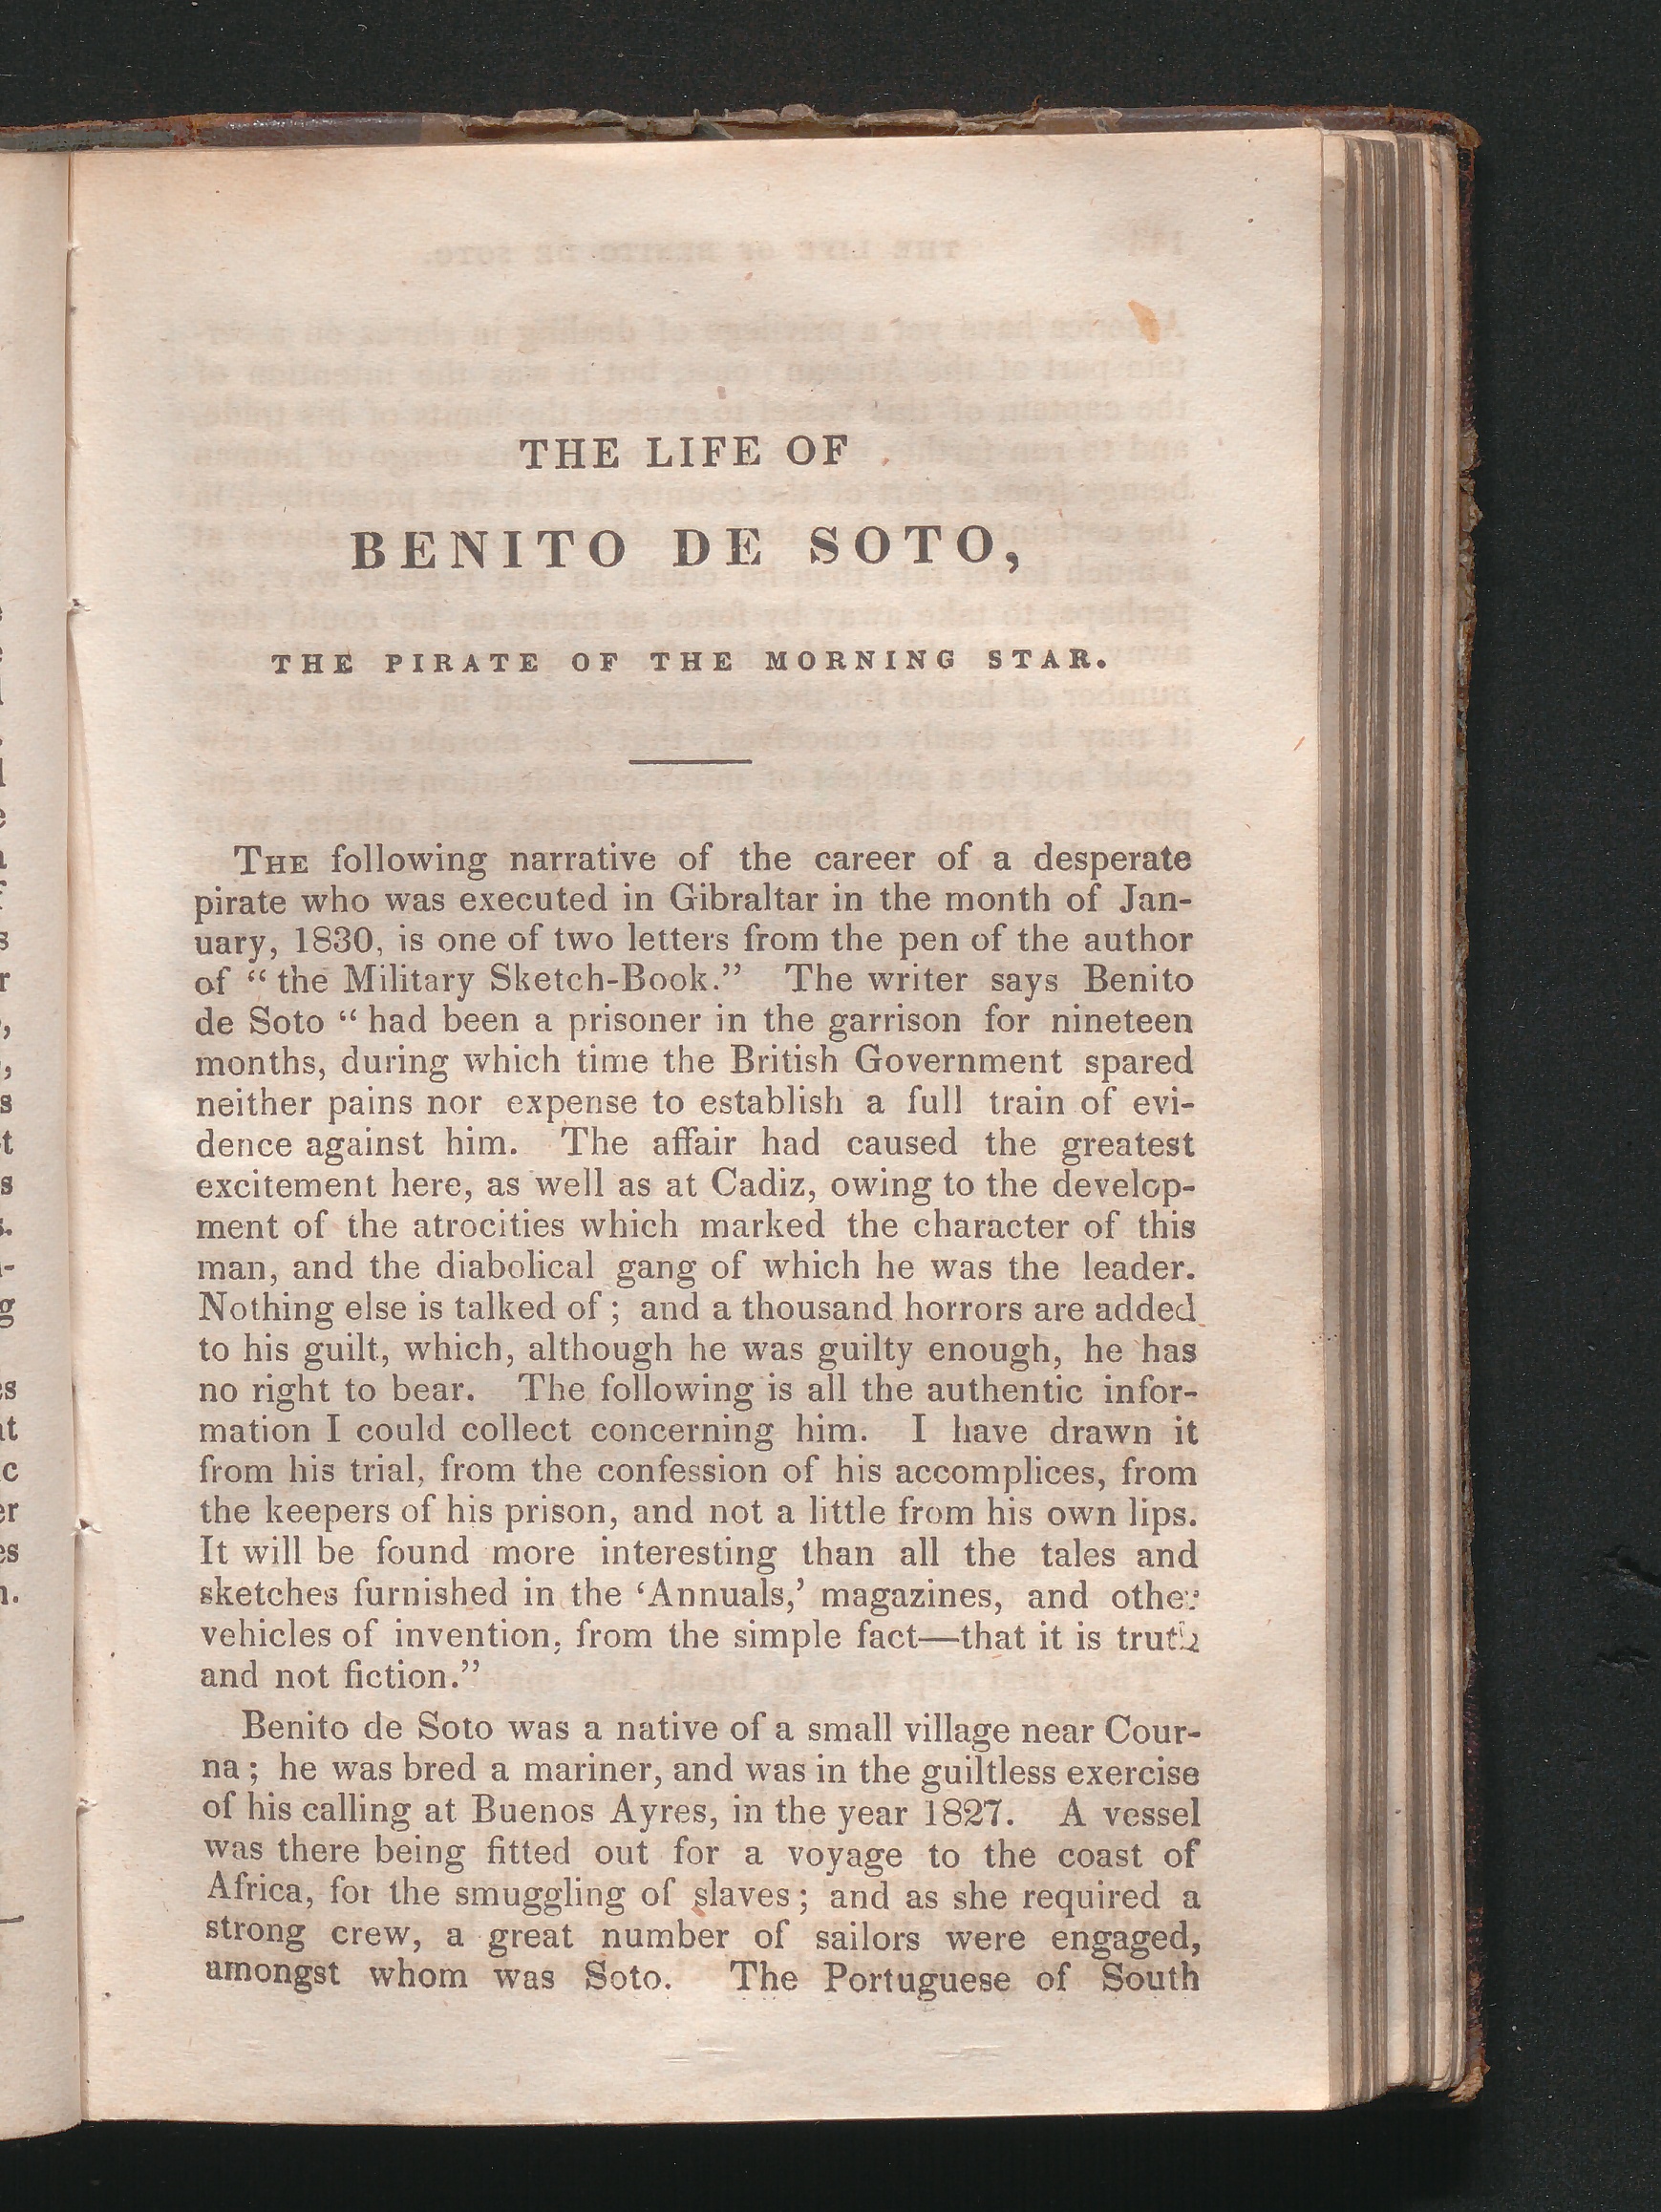 THE LIFE OF
BENITO DE SOTO,
THE PIRATE OF THE MORNING STAR.
THE following narrative of the career of a desperate
pirate who was executed in Gibraltar in the month of Jan-
uary, 1830, is one of two letters from the pen of the author
of “the Military Sketch-Book.” The writer says Benito
de Soto “had been a prisoner in the garrison for nineteen
months, during which time the British Government spared
neither pains nor expense to establish a full train of evi-
dence against him. The affair had caused the greatest
excitement here, as well as at Cadiz, owing to the develop-
ment of the atrocities which marked the character of this
man, and the diabolical gang of which he was the leader.
Nothing else is talked of; and a thousand horrors are added
to his guilt, which, although he was guilty enough, he has
no right to bear. The following is all the authentic infor-
mation I could collect concerning him. I have drawn it
from his trial, from the confession of his accomplices, from
the keepers of his prison, and not a little from his own lips.
It will be found more interesting than all the tales and
sketches furnished in the ‘Annuals,’ magazines, and other
vehicles of invention, from the simple fact—that it is truth
and not fiction.”
Benito de Soto was a native of a small village near Cour-
na; he was bred a mariner, and was in the guiltless exercise
of his calling at Buenos Ayres, in the year 1827. A vessel
was there being fitted out for a voyage to the coast of
Africa, for the smuggling of slaves; and as she required a
strong crew, a great number of sailors were engaged,
amongst whom was Soto. The Portuguese of South